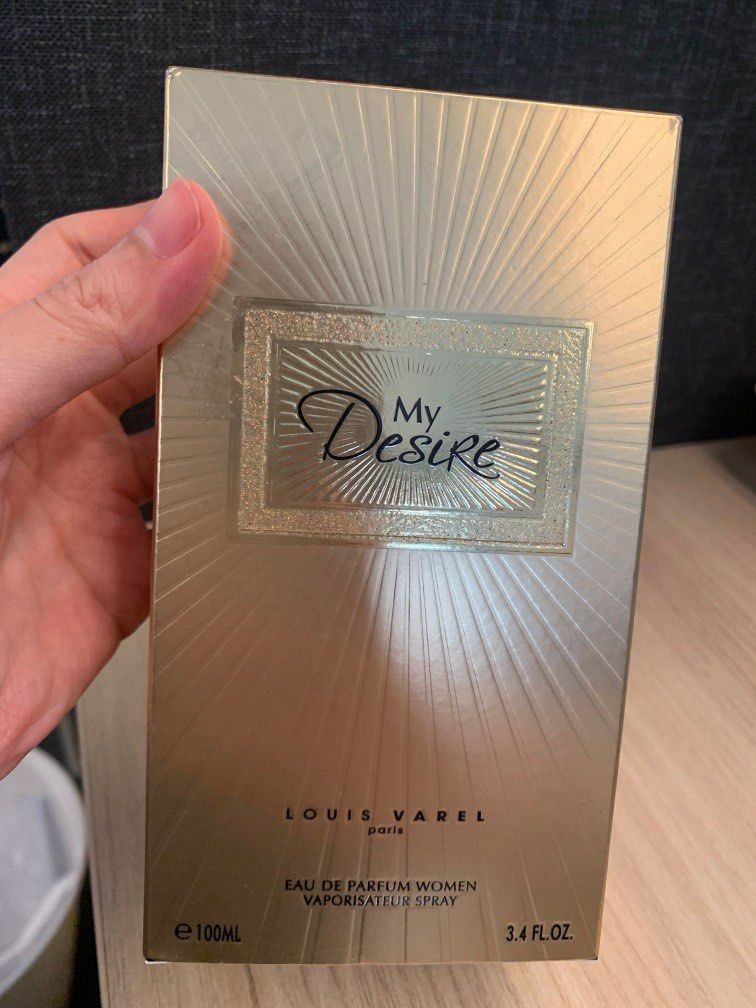 My
Desire
LOUIS VAREL
paris
EAU DE PARFUM WOMEN
VAPORISATEUR SPRAY
℮ 100ML
3.4 FL.OZ.